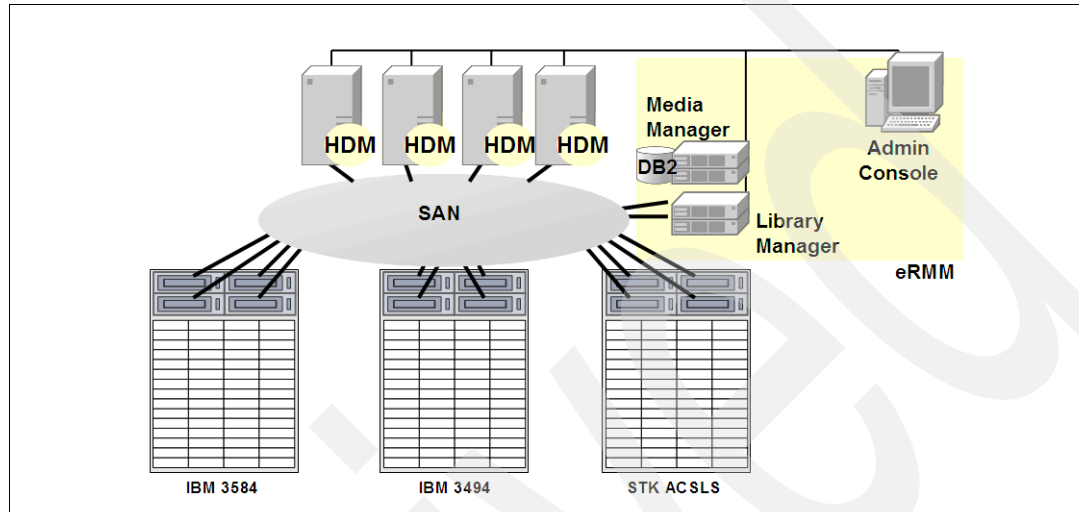 Media
Manager
HDM
HDM
HDM
HDM
DB2
Admin
Console
SAN
Library
Manager
eRMM
IBM 3584
IBM 3494
STK ACSLS